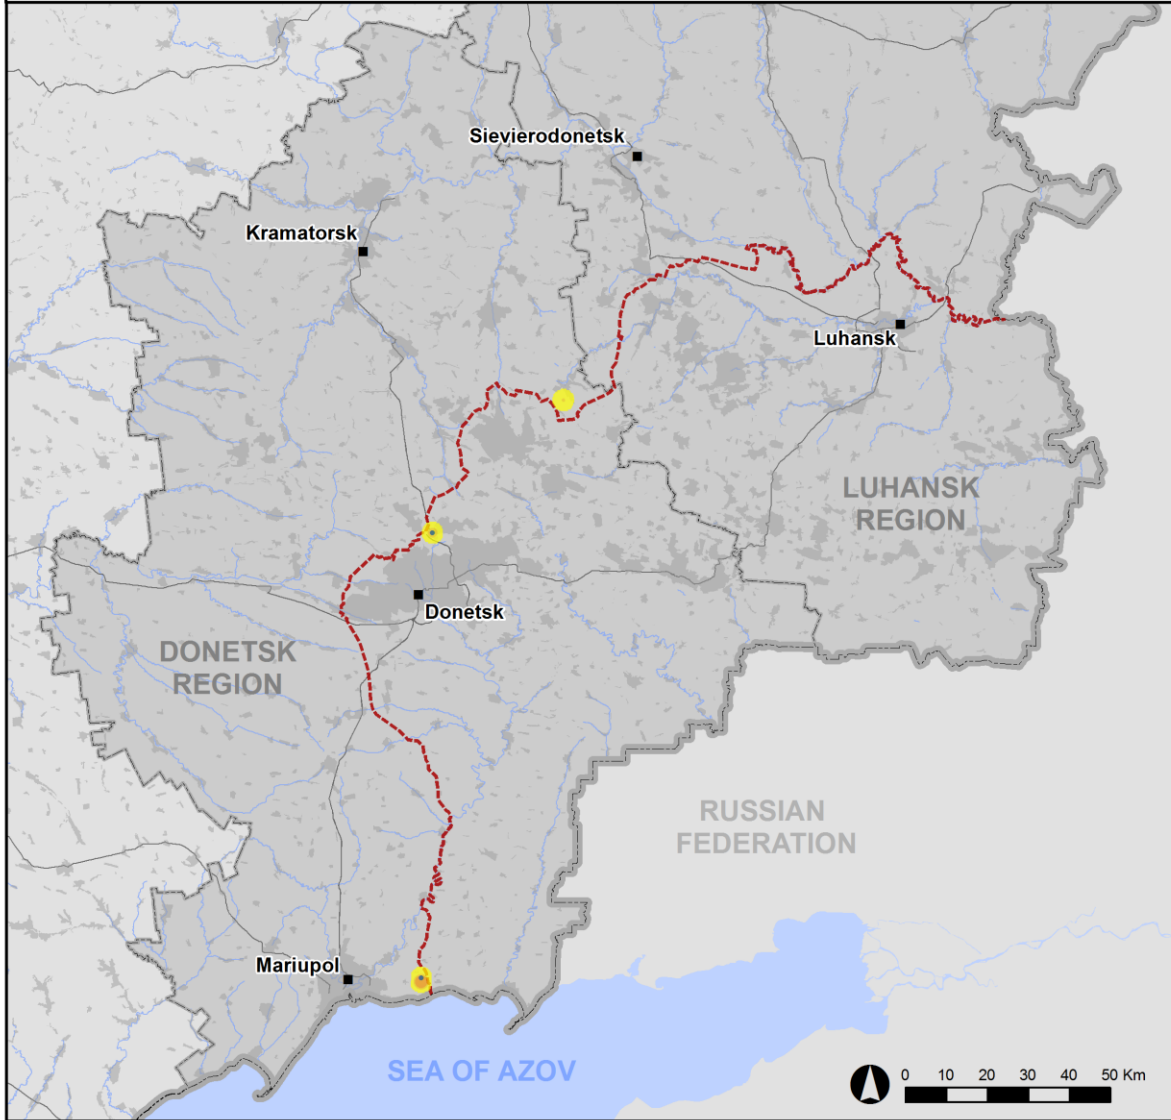 Sievierodonetsk
Kramatorsk
Luhansk
LUHANSK
REGION
Donetsk
DONETSK
REGION
RUSSIAN
FEDERATION
Mariupol
SEA OF AZOV
0 10 20 30 40 50 Km